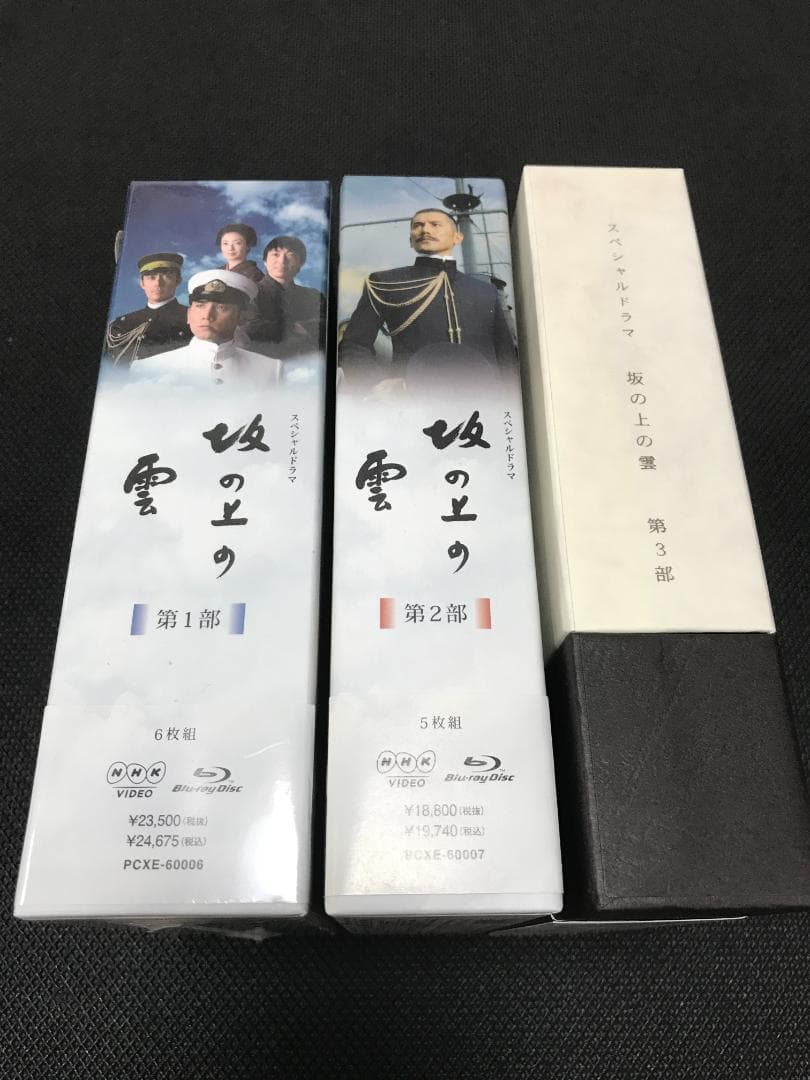 スペシャルドラマ
坂の上の
雲
第1部
6枚組
NHK
VIDEO
Blu-ray Disc
¥23,500(税抜)
¥24,675(税込)
PCXE-60006
スペシャルドラマ
坂の上の
雲
第2部
5枚組
NHK
VIDEO
Blu-ray Disc
¥18,800(税抜)
¥19,740(税込)
PCXE-60007
スペシャルドラマ 坂の上の雲 第3部